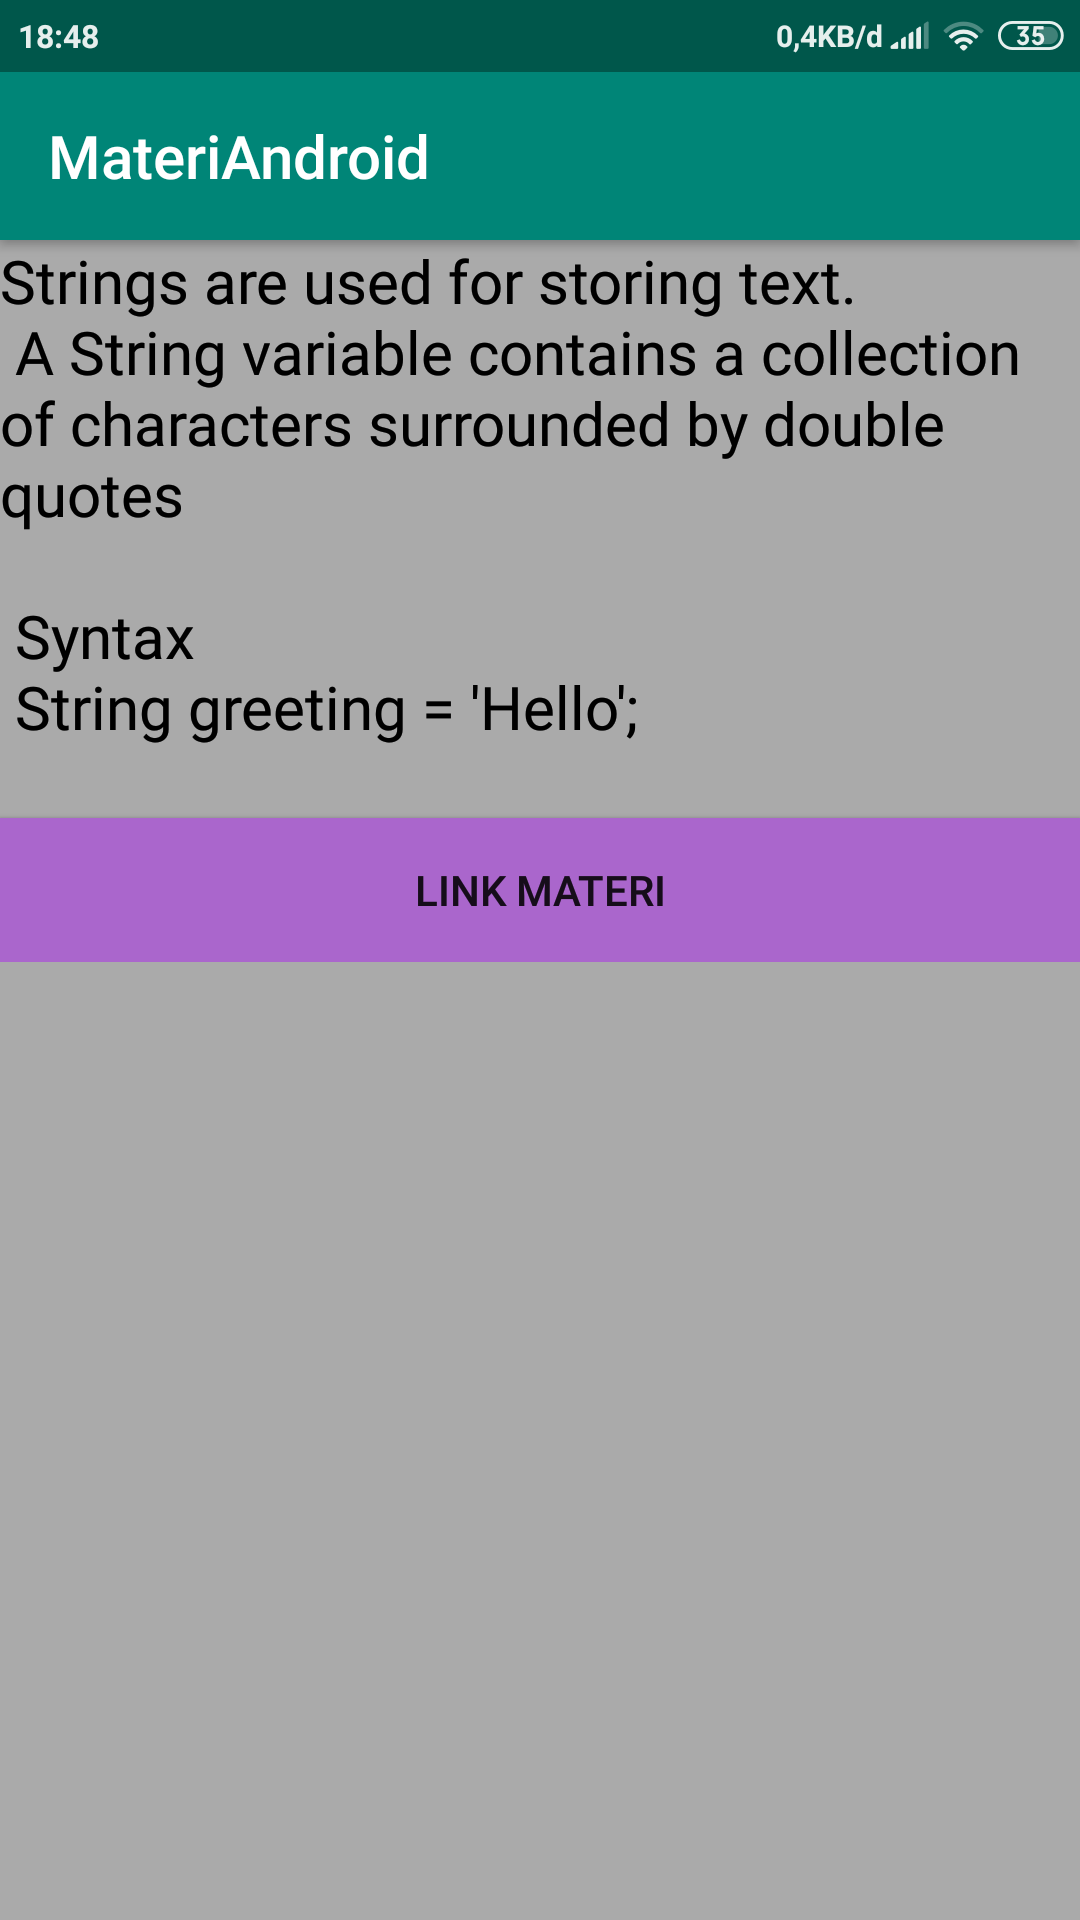 18:48 0,4KB/d 35
MateriAndroid
Strings are used for storing text.
A String variable contains a collection
of characters surrounded by double
quotes
Syntax
String greeting = 'Hello';
LINK MATERI